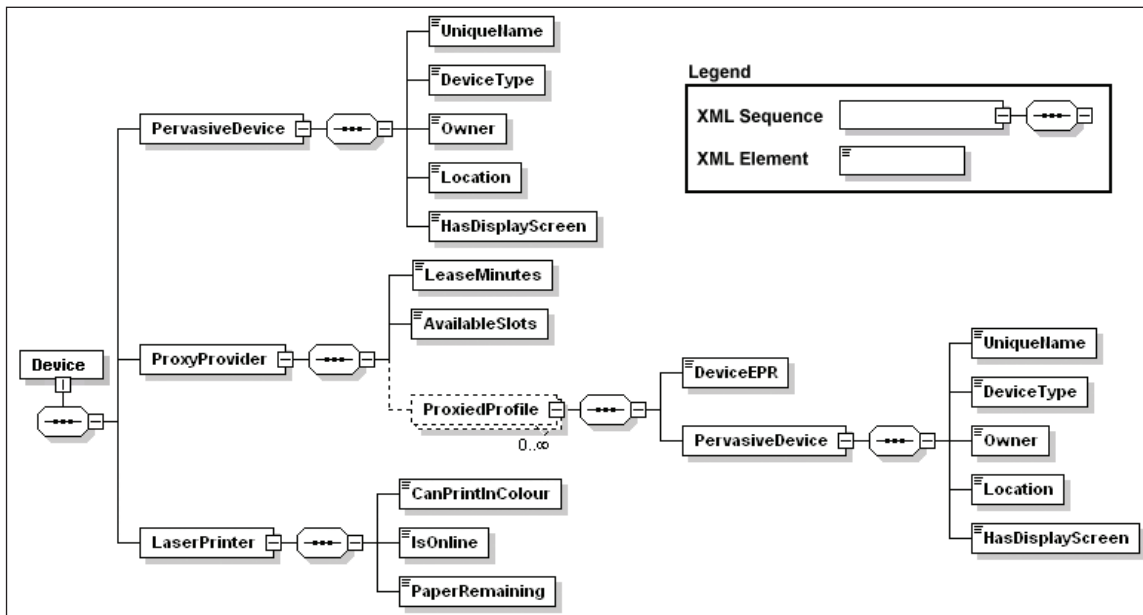 UniqueName
DeviceType
PervasiveDevice
Owner
Location
HasDisplayScreen
Legend
XML Sequence
XML Element
LeaseMinutes
AvailableSlots
Device
ProxyProvider
ProxiedProfile
0..∞
DeviceEPR
PervasiveDevice
UniqueName
DeviceType
Owner
Location
HasDisplayScreen
LaserPrinter
CanPrintInColour
IsOnline
PaperRemaining